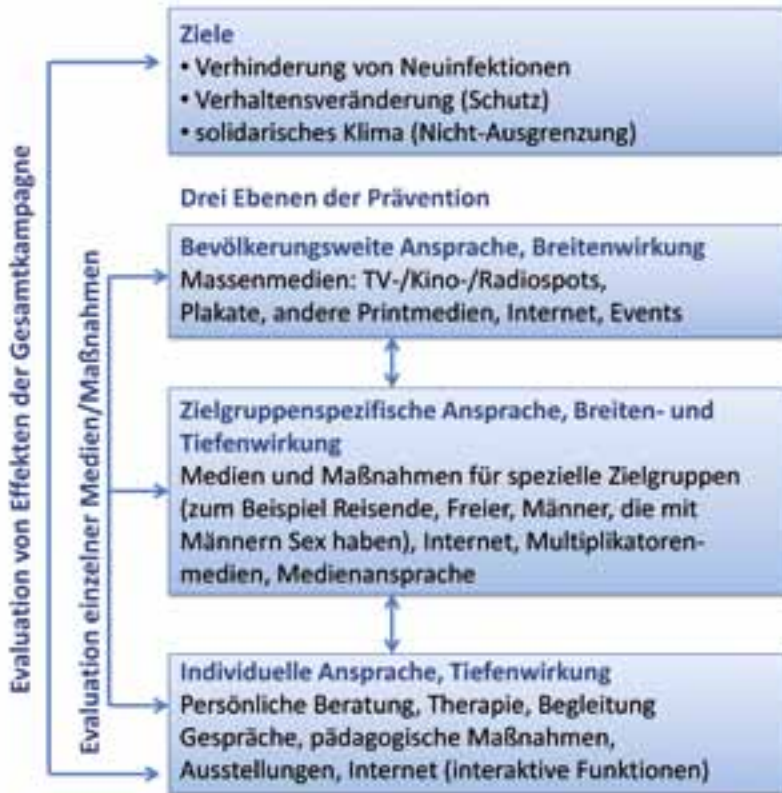 Ziele
• Verhinderung von Neuinfektionen
• Verhaltensveränderung (Schutz)
• solidarisches Klima (Nicht-Ausgrenzung)
Drei Ebenen der Prävention
Bevölkerungsweite Ansprache, Breitenwirkung
Massenmedien: TV-/Kino-/Radiospots,
Plakate, andere Printmedien, Internet, Events
Zielgruppenspezifische Ansprache, Breiten- und
Tiefenwirkung
Medien und Maßnahmen für spezielle Zielgruppen
(zum Beispiel Reisende, Freier, Männer, die mit
Männern Sex haben), Internet, Multiplikatoren-
medien, Medienansprache
Individuelle Ansprache, Tiefenwirkung
Persönliche Beratung, Therapie, Begleitung
Gespräche, pädagogische Maßnahmen,
Ausstellungen, Internet (interaktive Funktionen)
Evaluation von Effekten der Gesamtkampagne
Evaluation einzelner Medien/Maßnahmen